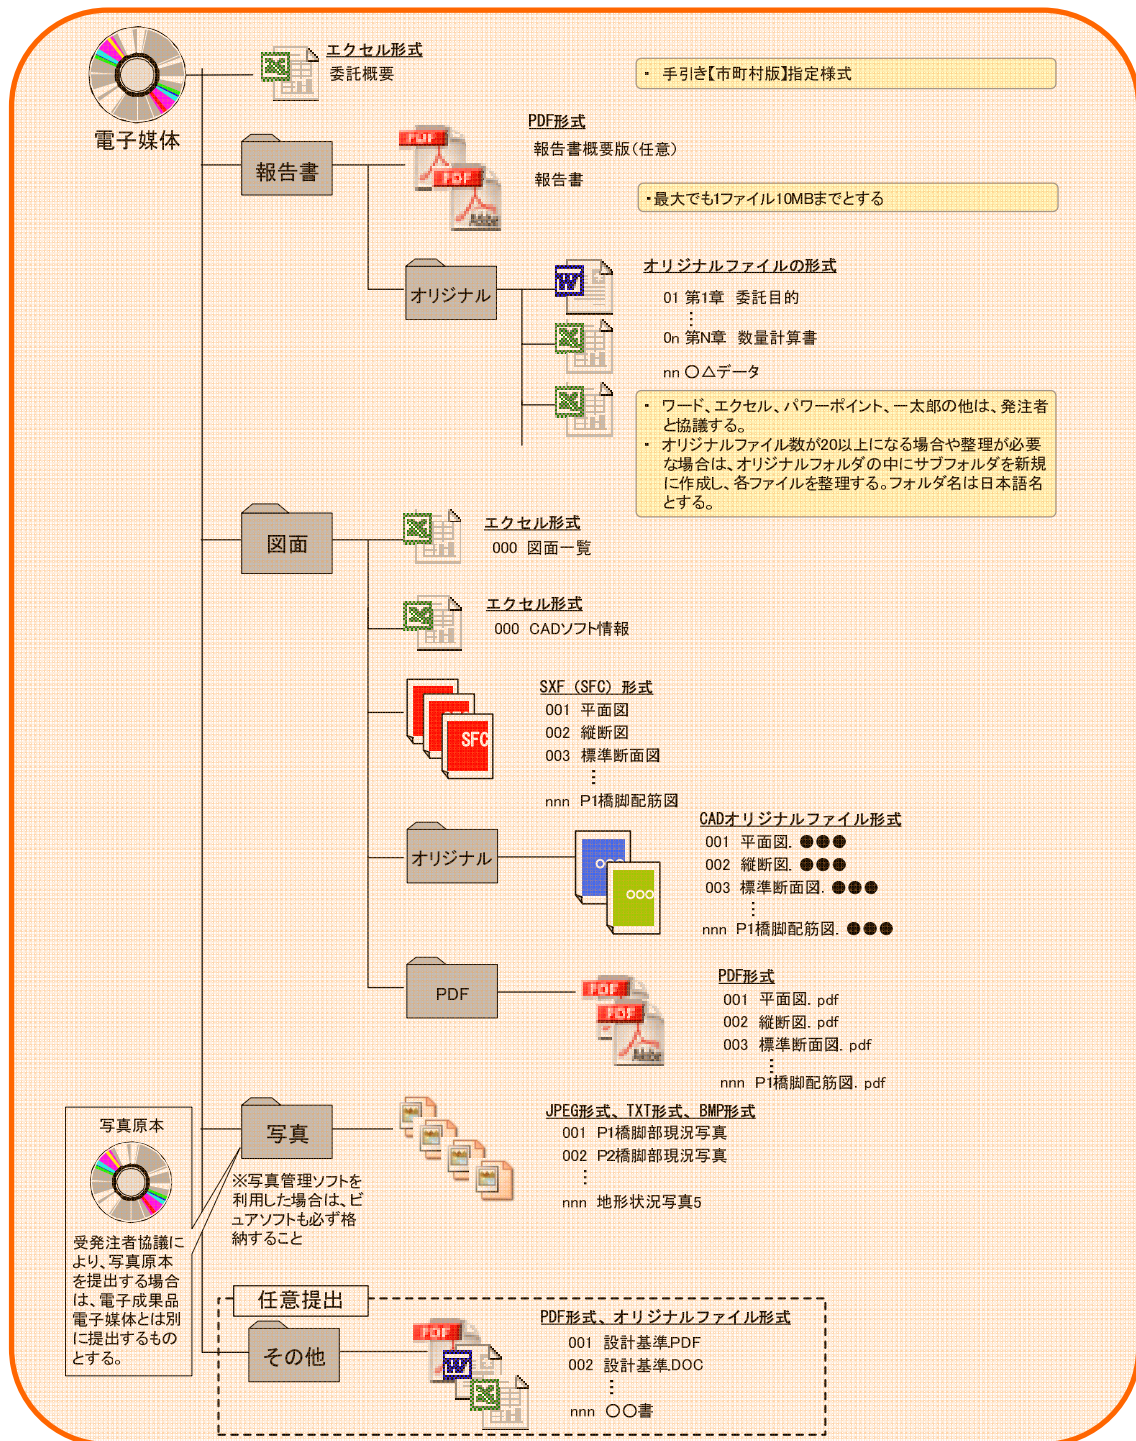 電子媒体
エクセル形式
委託概要
・ 手引き【市町村版】指定様式
報告書
PDF
PDF
Adobe
PDF形式
報告書概要版(任意)
報告書
・最大でも1ファイル10MBまでとする
オリジナル
オリジナルファイルの形式
01 第1章 委託目的
⋮
0n 第N章 数量計算書
nn 〇△データ
・ ワード、エクセル、パワーポイント、一太郎の他は、発注者
と協議する。
・ オリジナルファイル数が20以上になる場合や整理が必要
な場合は、オリジナルフォルダの中にサブフォルダを新規
に作成し、各ファイルを整理する。フォルダ名は日本語名
とする。
図面
エクセル形式
000 図面一覧
エクセル形式
000 CADソフト情報
SFC
SXF (SFC) 形式
001 平面図
002 縦断図
003 標準断面図
⋮
nnn P1橋脚配筋図
オリジナル
○○○
○○○
CADオリジナルファイル形式
001 平面図. ●●●
002 縦断図. ●●●
003 標準断面図. ●●●
⋮
nnn P1橋脚配筋図. ●●●
PDF
PDF
PDF
Adobe
PDF形式
001 平面図. pdf
002 縦断図. pdf
003 標準断面図. pdf
⋮
nnn P1橋脚配筋図. pdf
写真
JPEG形式、TXT形式、BMP形式
001 P1橋脚部現況写真
002 P2橋脚部現況写真
⋮
nnn 地形状況写真5
※写真管理ソフトを
利用した場合は、ビ
ュアソフトも必ず格
納すること
写真原本
受発注者協議に
より、写真原本
を提出する場合
は、電子成果品
電子媒体とは別
に提出するもの
とする。
任意提出
その他
PDF
PDF形式、オリジナルファイル形式
001 設計基準.PDF
002 設計基準.DOC
⋮
nnn 〇〇書